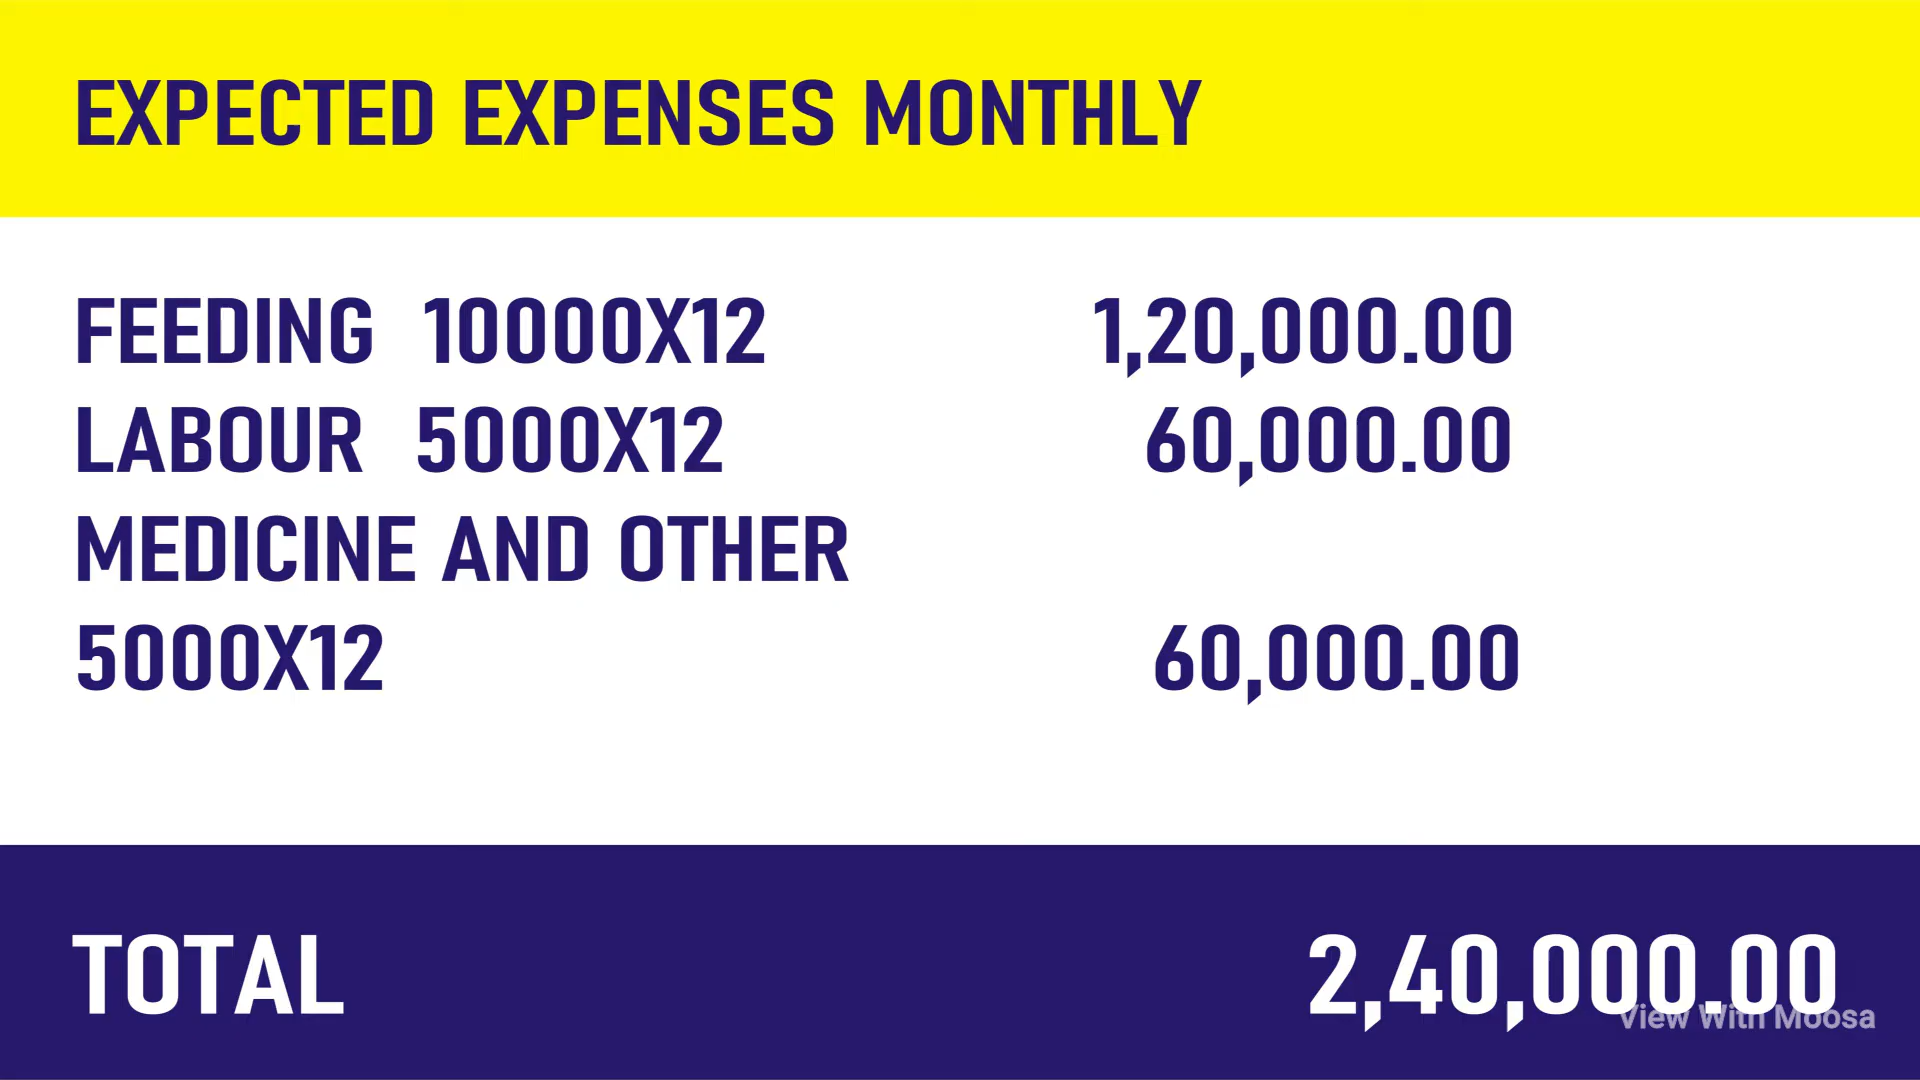 EXPECTED EXPENSES MONTHLY
FEEDING 10000X12 1,20,000.00
LABOUR 5000X12 60,000.00
MEDICINE AND OTHER
5000X12 60,000.00
TOTAL 2,40,000.00
View With Moosa